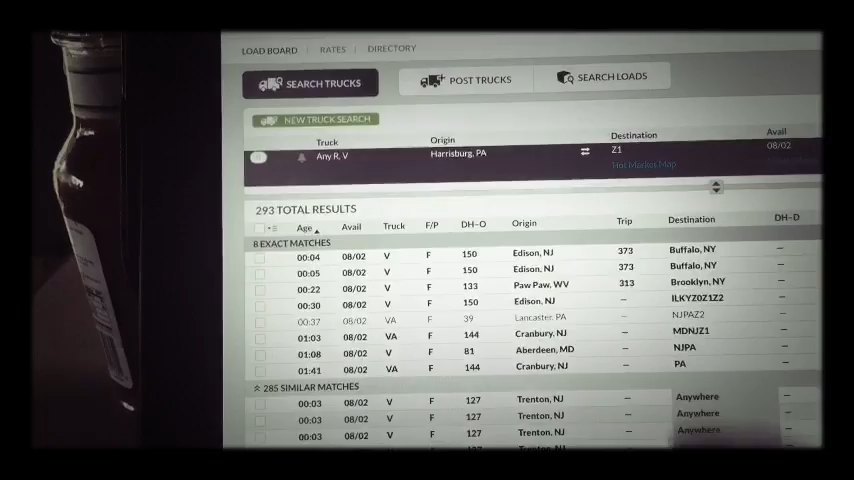 LOAD BOARD RATES DIRECTORY
SEARCH TRUCKS POST TRUCKS SEARCH LOADS
NEW TRUCK SEARCH
Truck Origin Destination Avail
Any R, V Harrisburg, PA Z1 08/02
Hot Market Map
293 TOTAL RESULTS
Age Avail Truck F/P DH-O Origin Trip Destination DH-D
8 EXACT MATCHES
00:04 08/02 V F 150 Edison, NJ 373 Buffalo, NY —
00:05 08/02 V F 150 Edison, NJ 373 Buffalo, NY —
00:22 08/02 V F 133 Paw Paw, WV 313 Brooklyn, NY —
00:30 08/02 V F 150 Edison, NJ — ILKYZ0Z1Z2 —
00:37 08/02 VA F 39 Lancaster, PA — NJPAZ2 —
01:03 08/02 VA F 144 Cranbury, NJ — MDNJZ1 —
01:08 08/02 V F 81 Aberdeen, MD — NJPA —
01:41 08/02 VA F 144 Cranbury, NJ — PA —
285 SIMILAR MATCHES
00:03 08/02 V F 127 Trenton, NJ — Anywhere —
00:03 08/02 V F 127 Trenton, NJ — Anywhere —
00:03 08/02 V F 127 Trenton, NJ — Anywhere —